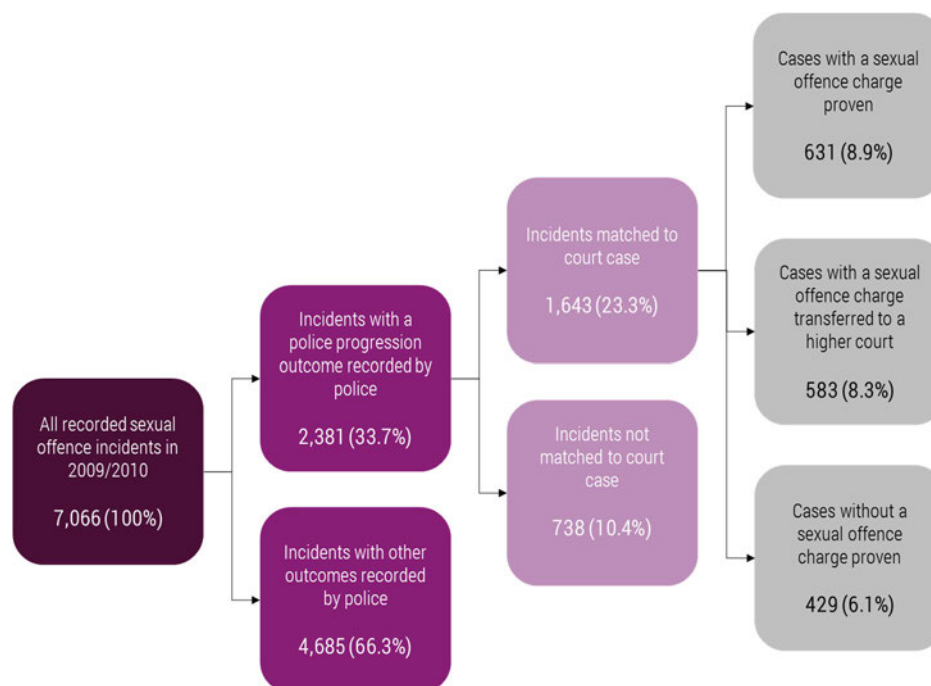 All recorded sexual
offence incidents in
2009/2010
7,066 (100%)
Incidents with a
police progression
outcome recorded by
police
2,381 (33.7%)
Incidents with other
outcomes recorded
by police
4,685 (66.3%)
Incidents matched to
court case
1,643 (23.3%)
Incidents not
matched to court
case
738 (10.4%)
Cases with a sexual
offence charge
proven
631 (8.9%)
Cases with a sexual
offence charge
transferred to a
higher court
583 (8.3%)
Cases without a
sexual offence
charge proven
429 (6.1%)